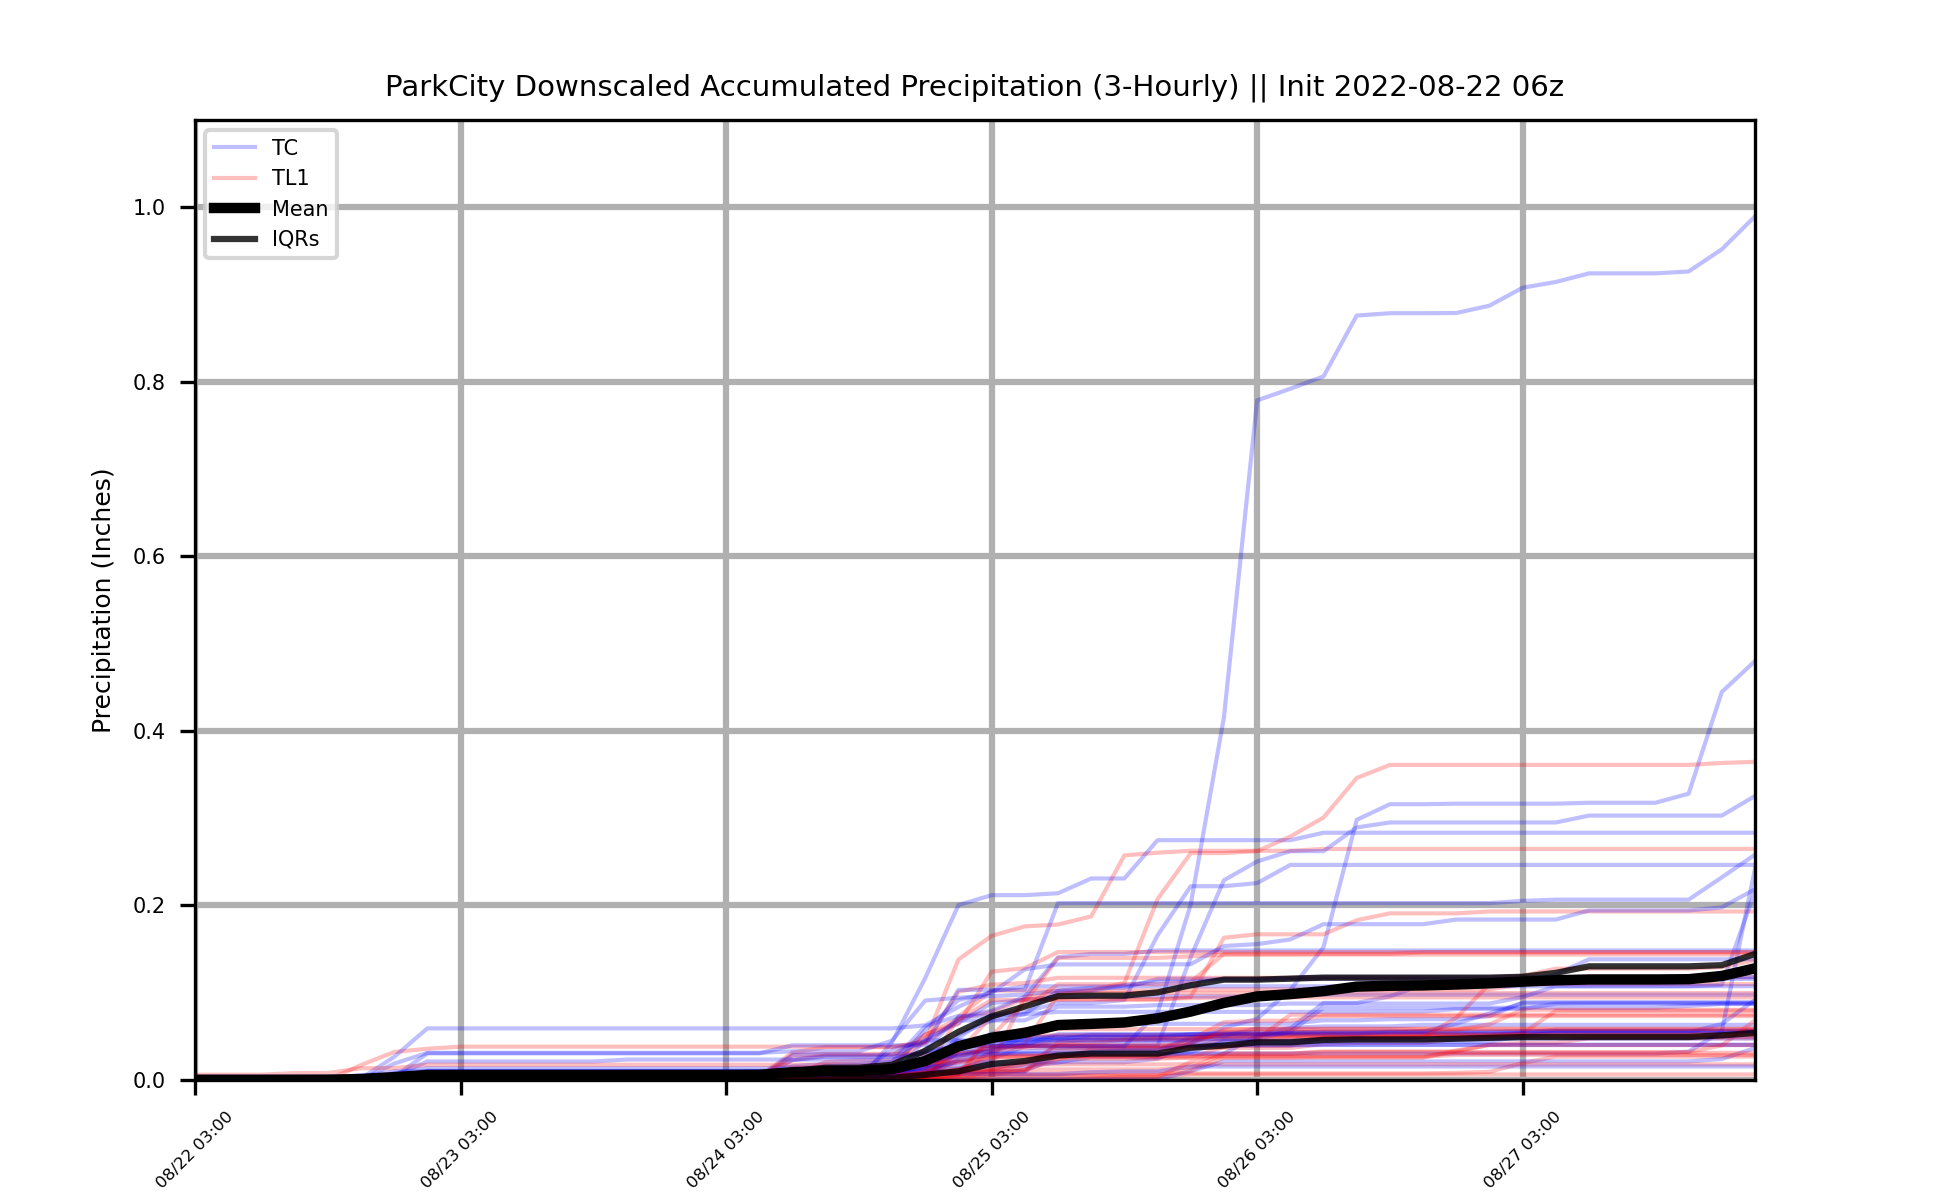 ParkCity Downscaled Accumulated Precipitation (3-Hourly) || Init 2022-08-22 06z
TC
TL1
Mean
IQRs
Precipitation (Inches)
1.0
0.8
0.6
0.4
0.2
0.0
08/22 03:00
08/23 03:00
08/24 03:00
08/25 03:00
08/26 03:00
08/27 03:00